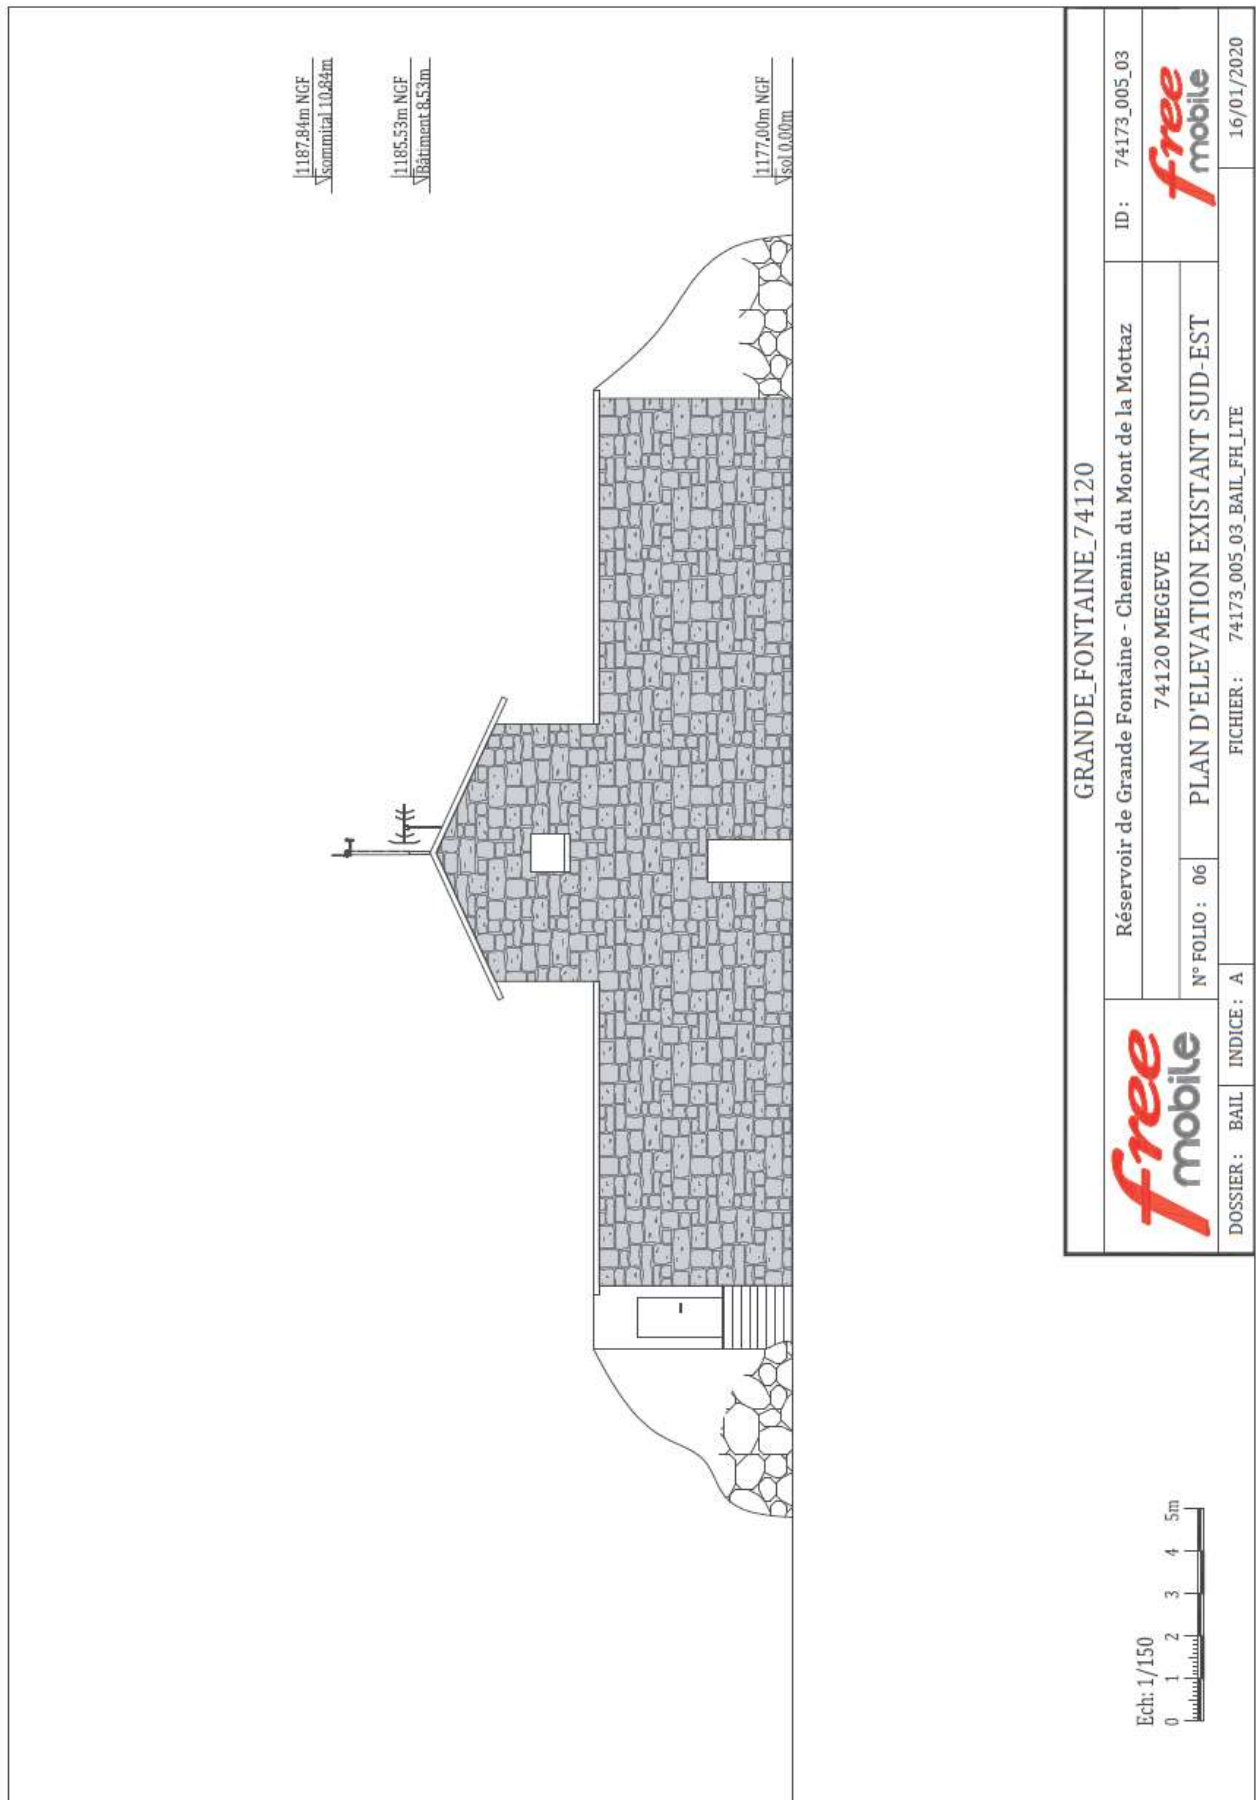 1187.84m NGF
sommital 10.84m
1185.53m NGF
Bâtiment 8.53m
1177.00m NGF
sol 0.00m
Ech: 1/150
0 1 2 3 4 5m
GRANDE_FONTAINE_74120
free
mobile
Réservoir de Grande Fontaine - Chemin du Mont de la Mottaz
ID : 74173_005_03
74120 MEGEVE
free
mobile
N° FOLIO : 06
PLAN D'ELEVATION EXISTANT SUD-EST
DOSSIER : BAIL
INDICE : A
FICHIER : 74173_005_03_BAIL_FH_LTE
16/01/2020